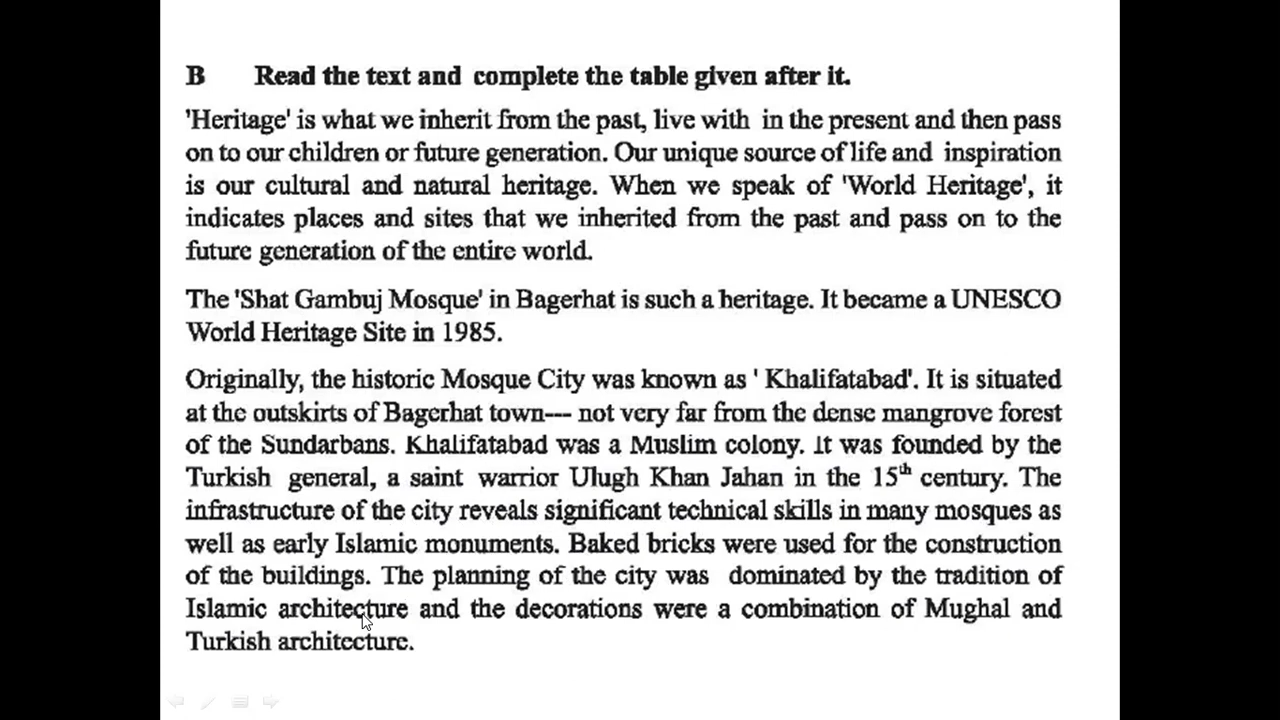 B Read the text and complete the table given after it.
'Heritage' is what we inherit from the past, live with in the present and then pass
on to our children or future generation. Our unique source of life and inspiration
is our cultural and natural heritage. When we speak of 'World Heritage', it
indicates places and sites that we inherited from the past and pass on to the
future generation of the entire world.
The 'Shat Gambuj Mosque' in Bagerhat is such a heritage. It became a UNESCO
World Heritage Site in 1985.
Originally, the historic Mosque City was known as ' Khalifatabad'. It is situated
at the outskirts of Bagerhat town--- not very far from the dense mangrove forest
of the Sundarbans. Khalifatabad was a Muslim colony. It was founded by the
Turkish general, a saint warrior Ulugh Khan Jahan in the 15th century. The
infrastructure of the city reveals significant technical skills in many mosques as
well as early Islamic monuments. Baked bricks were used for the construction
of the buildings. The planning of the city was dominated by the tradition of
Islamic architecture and the decorations were a combination of Mughal and
Turkish architecture.